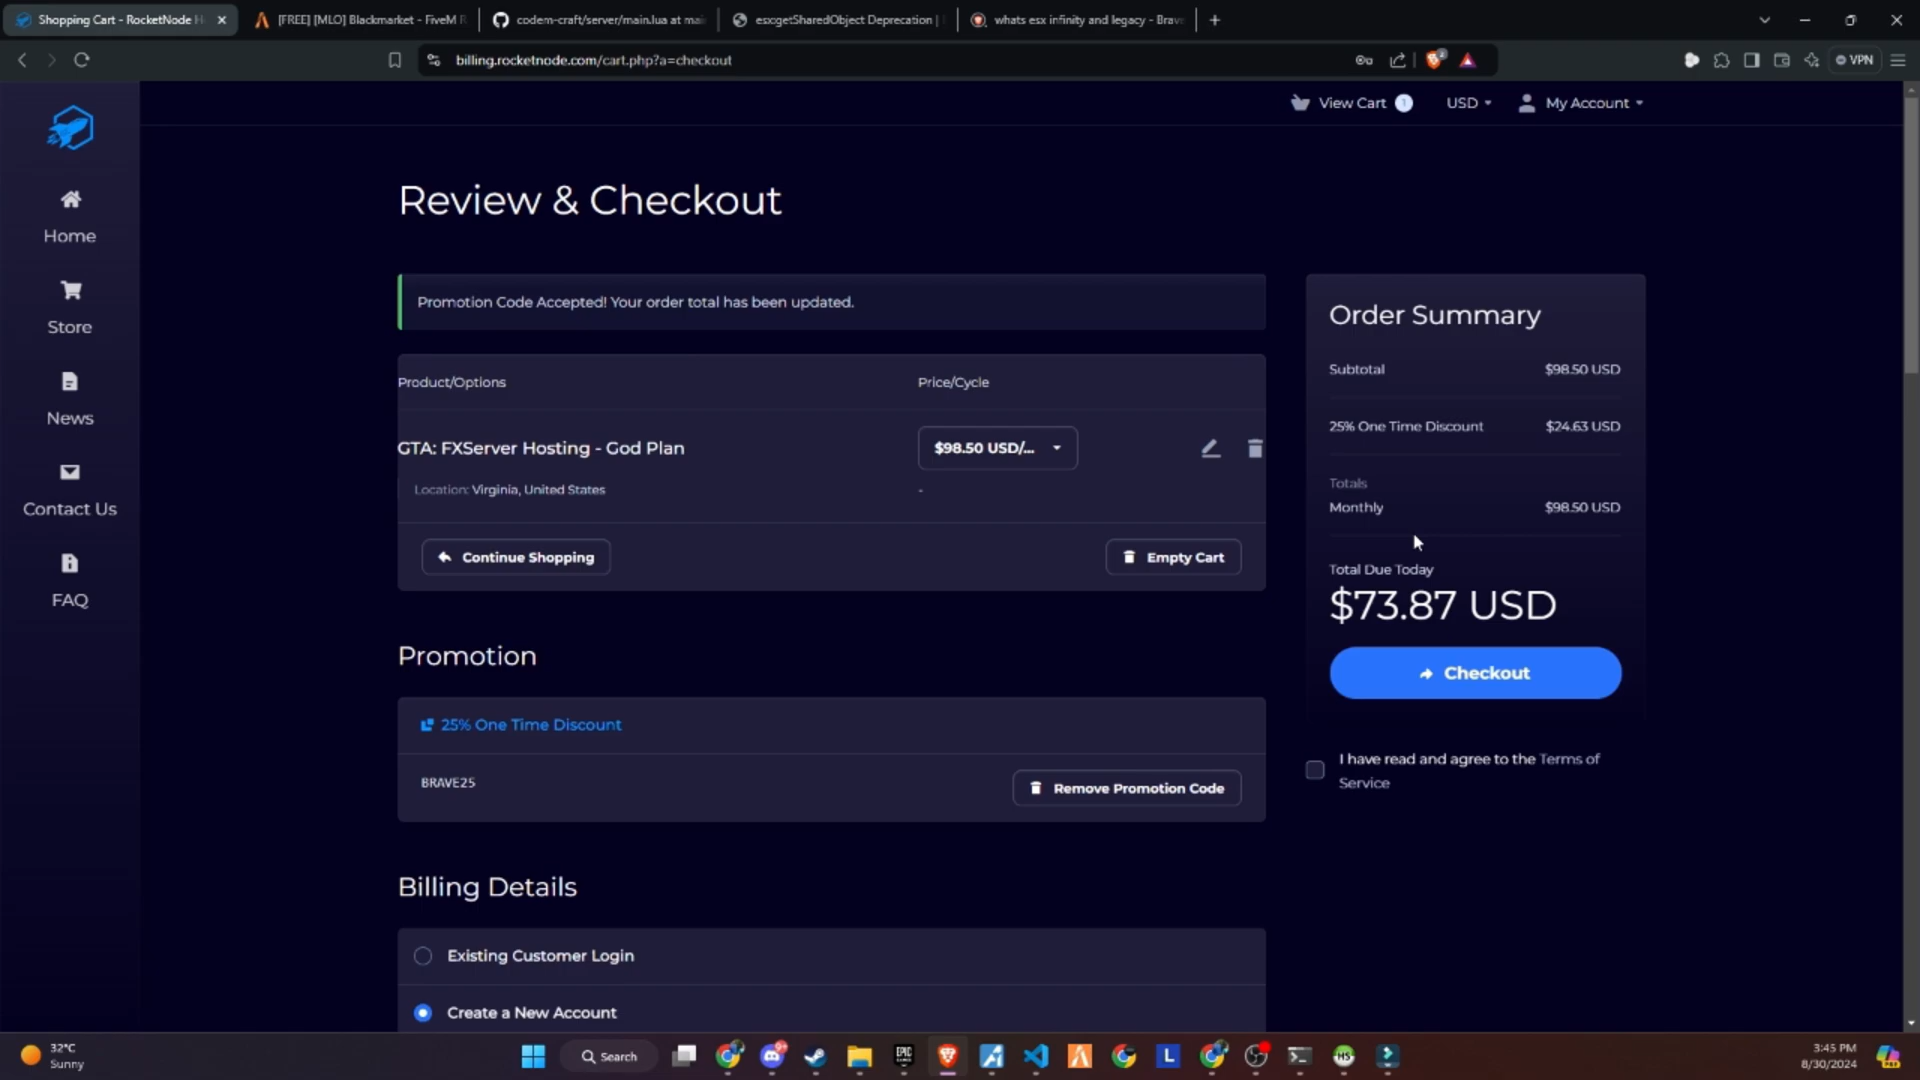 Shopping Cart - RocketNode H
[FREE] [MLO] Blackmarket - FiveM R
codem-craft/server/main.lua at mai
esx:getSharedObject Deprecation |
whats esx infinity and legacy - Brav
billing.rocketnode.com/cart.php?a=checkout
VPN
View Cart 1
USD
My Account
Home
Store
News
Contact Us
FAQ
Review & Checkout
Promotion Code Accepted! Your order total has been updated.
Product/Options
Price/Cycle
GTA: FXServer Hosting - God Plan
$98.50 USD/...
Location: Virginia, United States
-
Continue Shopping
Empty Cart
Promotion
25% One Time Discount
BRAVE25
Remove Promotion Code
Billing Details
Existing Customer Login
Create a New Account
Order Summary
Subtotal $98.50 USD
25% One Time Discount $24.63 USD
Totals
Monthly $98.50 USD
Total Due Today
$73.87 USD
Checkout
I have read and agree to the Terms of
Service
32°C
Sunny
Search
EPIC
L
3:45 PM
8/30/2024